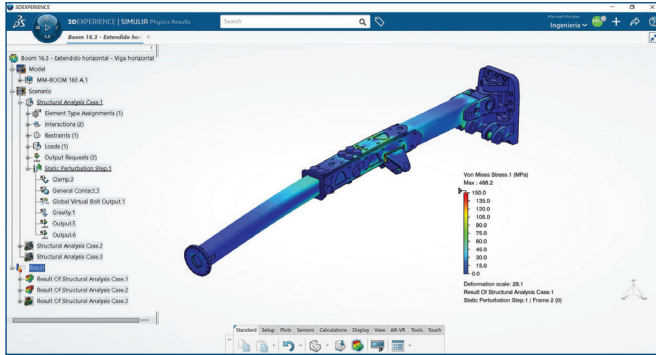 3DEXPERIENCE
3DEXPERIENCE | SIMULIA Physics Results
Search
Manuel Morales
Ingenieria
Boom 16.3 - Extendido hor
Boom 16.3 - Extendido horizontal - Viga horizontal
Model
MM-BOOM 163 A.1
Scenario
Structural Analysis Case.1
Element Type Assignments (1)
Interactions (2)
Restraints (1)
Loads (1)
Output Requests (3)
Static Perturbation Step.1
Clamp.3
General Contact.3
Global Virtual Bolt Output.1
Gravity.1
Output.5
Output.6
Structural Analysis Case.2
Structural Analysis Case.3
Result
Result Of Structural Analysis Case.1
Result Of Structural Analysis Case.2
Result Of Structural Analysis Case.3
Von Mises Stress.1 (MPa)
Max : 488.2
150.0
135.0
120.0
105.0
90.0
75.0
60.0
45.0
30.0
15.0
0.0
Deformation scale: 29.1
Result Of Structural Analysis Case.1
Static Perturbation Step.1 / Frame 2 (0)
Standard Setup Plots Sensors Calculations Display View AR-VR Tools Touch